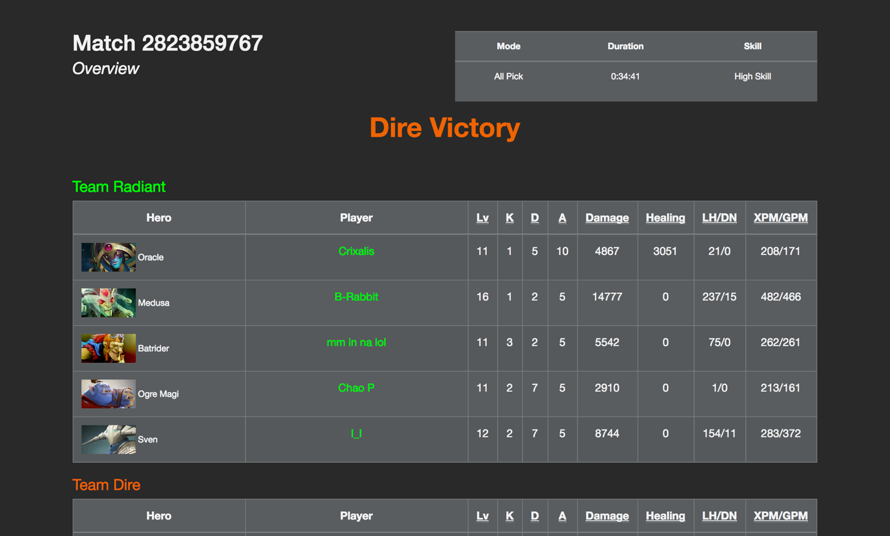 Match 2823859767
Overview
Mode Duration Skill
All Pick 0:34:41 High Skill
Dire Victory
Team Radiant
Hero Player Lv K D A Damage Healing LH/DN XPM/GPM
Oracle Crixalis 11 1 5 10 4867 3051 21/0 208/171
Medusa B-Rabbit 16 1 2 5 14777 0 237/15 482/466
Batrider mm ln na lol 11 3 2 5 5542 0 75/0 262/261
Ogre Magi Chao P 11 2 7 5 2910 0 1/0 213/161
Sven I_I 12 2 7 5 8744 0 154/11 283/372
Team Dire
Hero Player Lv K D A Damage Healing LH/DN XPM/GPM